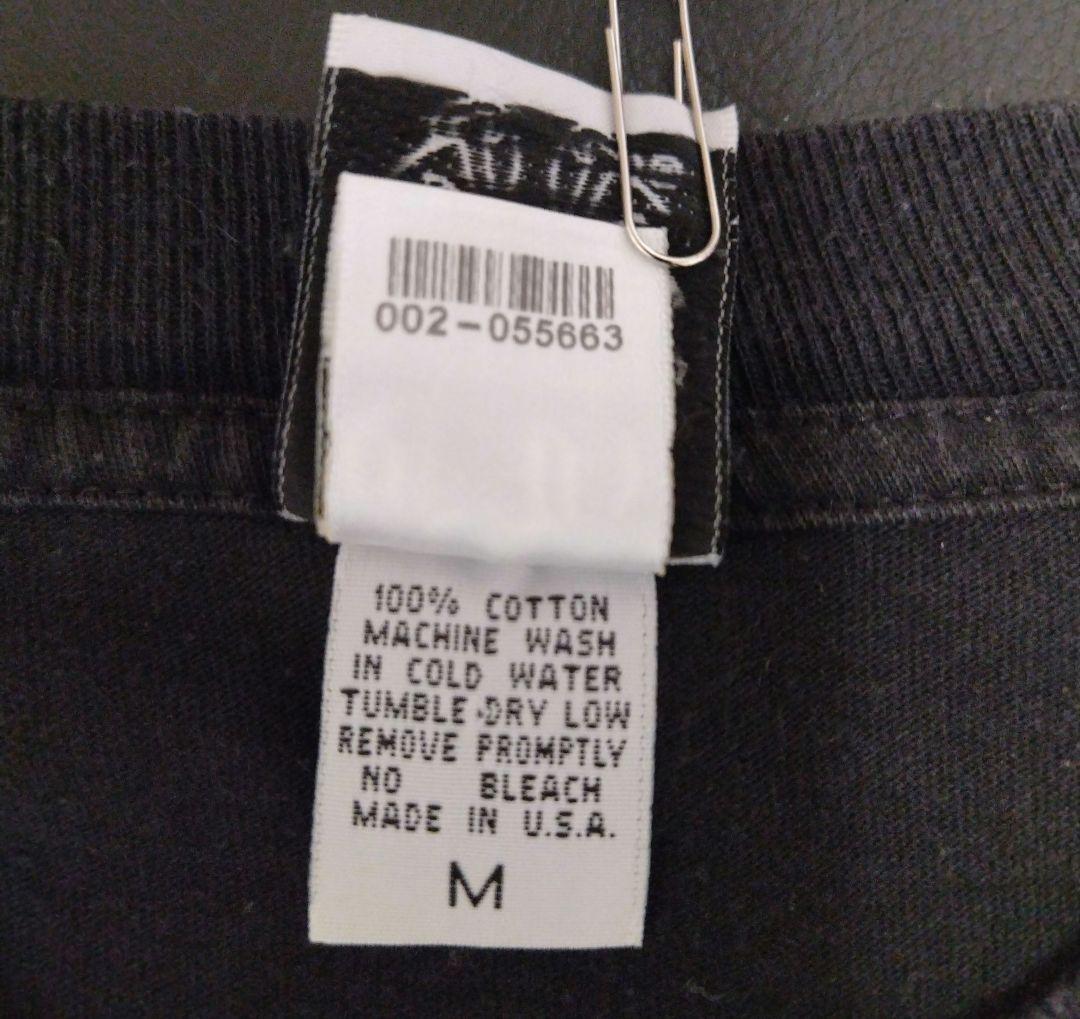 002-055663
100% COTTON
MACHINE WASH
IN COLD WATER
TUMBLE DRY LOW
REMOVE PROMPTLY
NO BLEACH
MADE IN U.S.A.
M